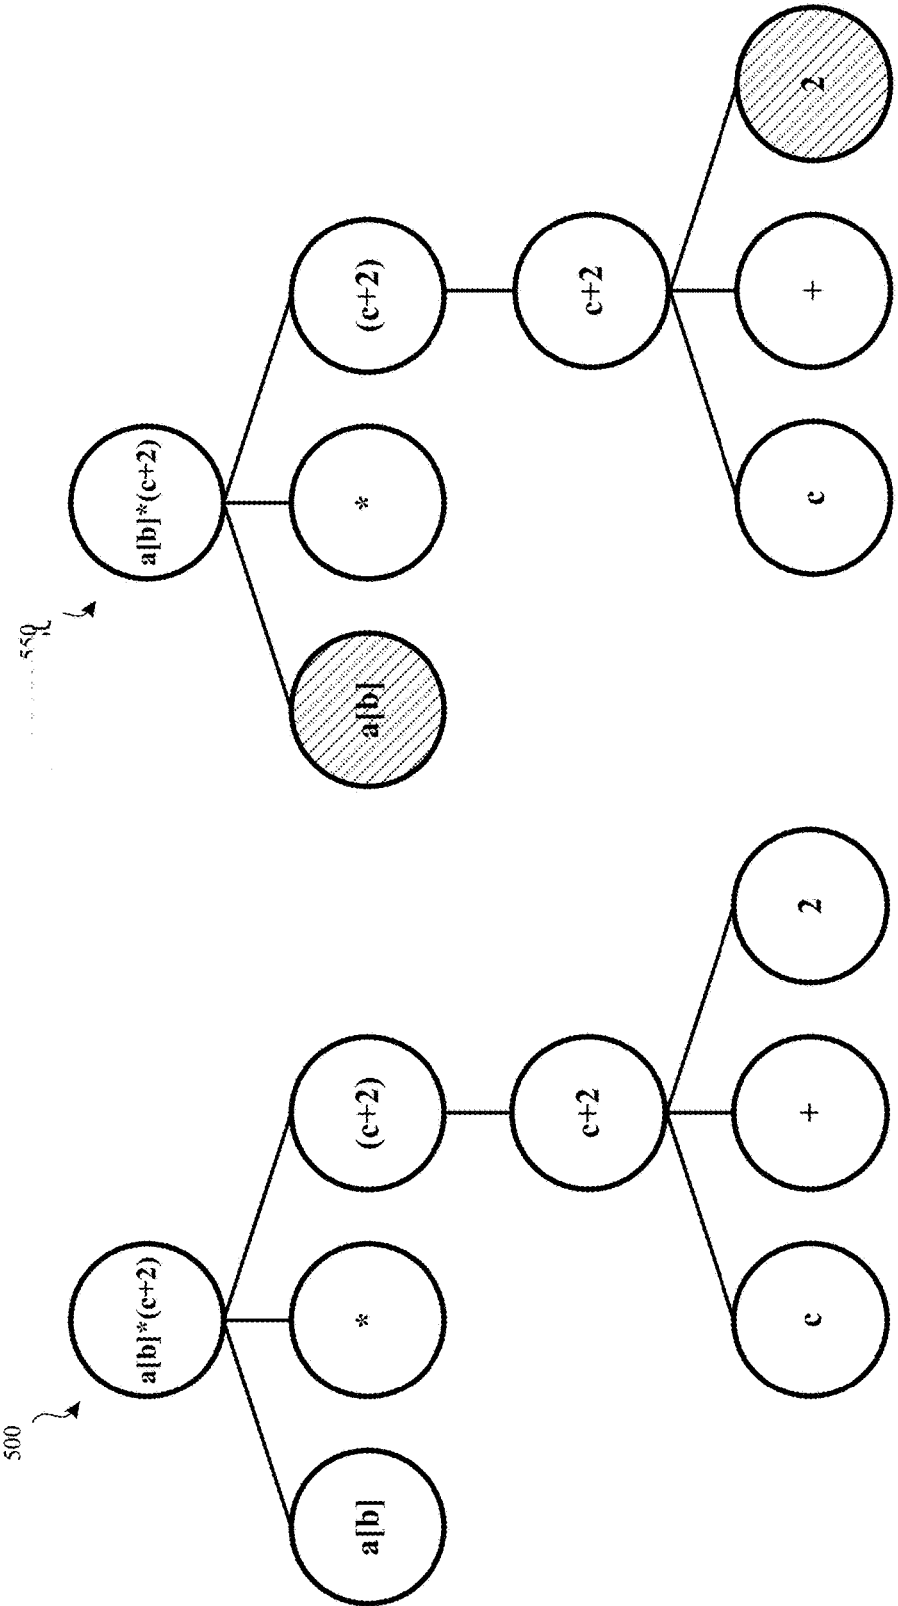 500
a[b]*(c+2)
a[b]
*
(c+2)
c+2
c
+
2
550
a[b]*(c+2)
a[b]
*
(c+2)
c+2
c
+
2